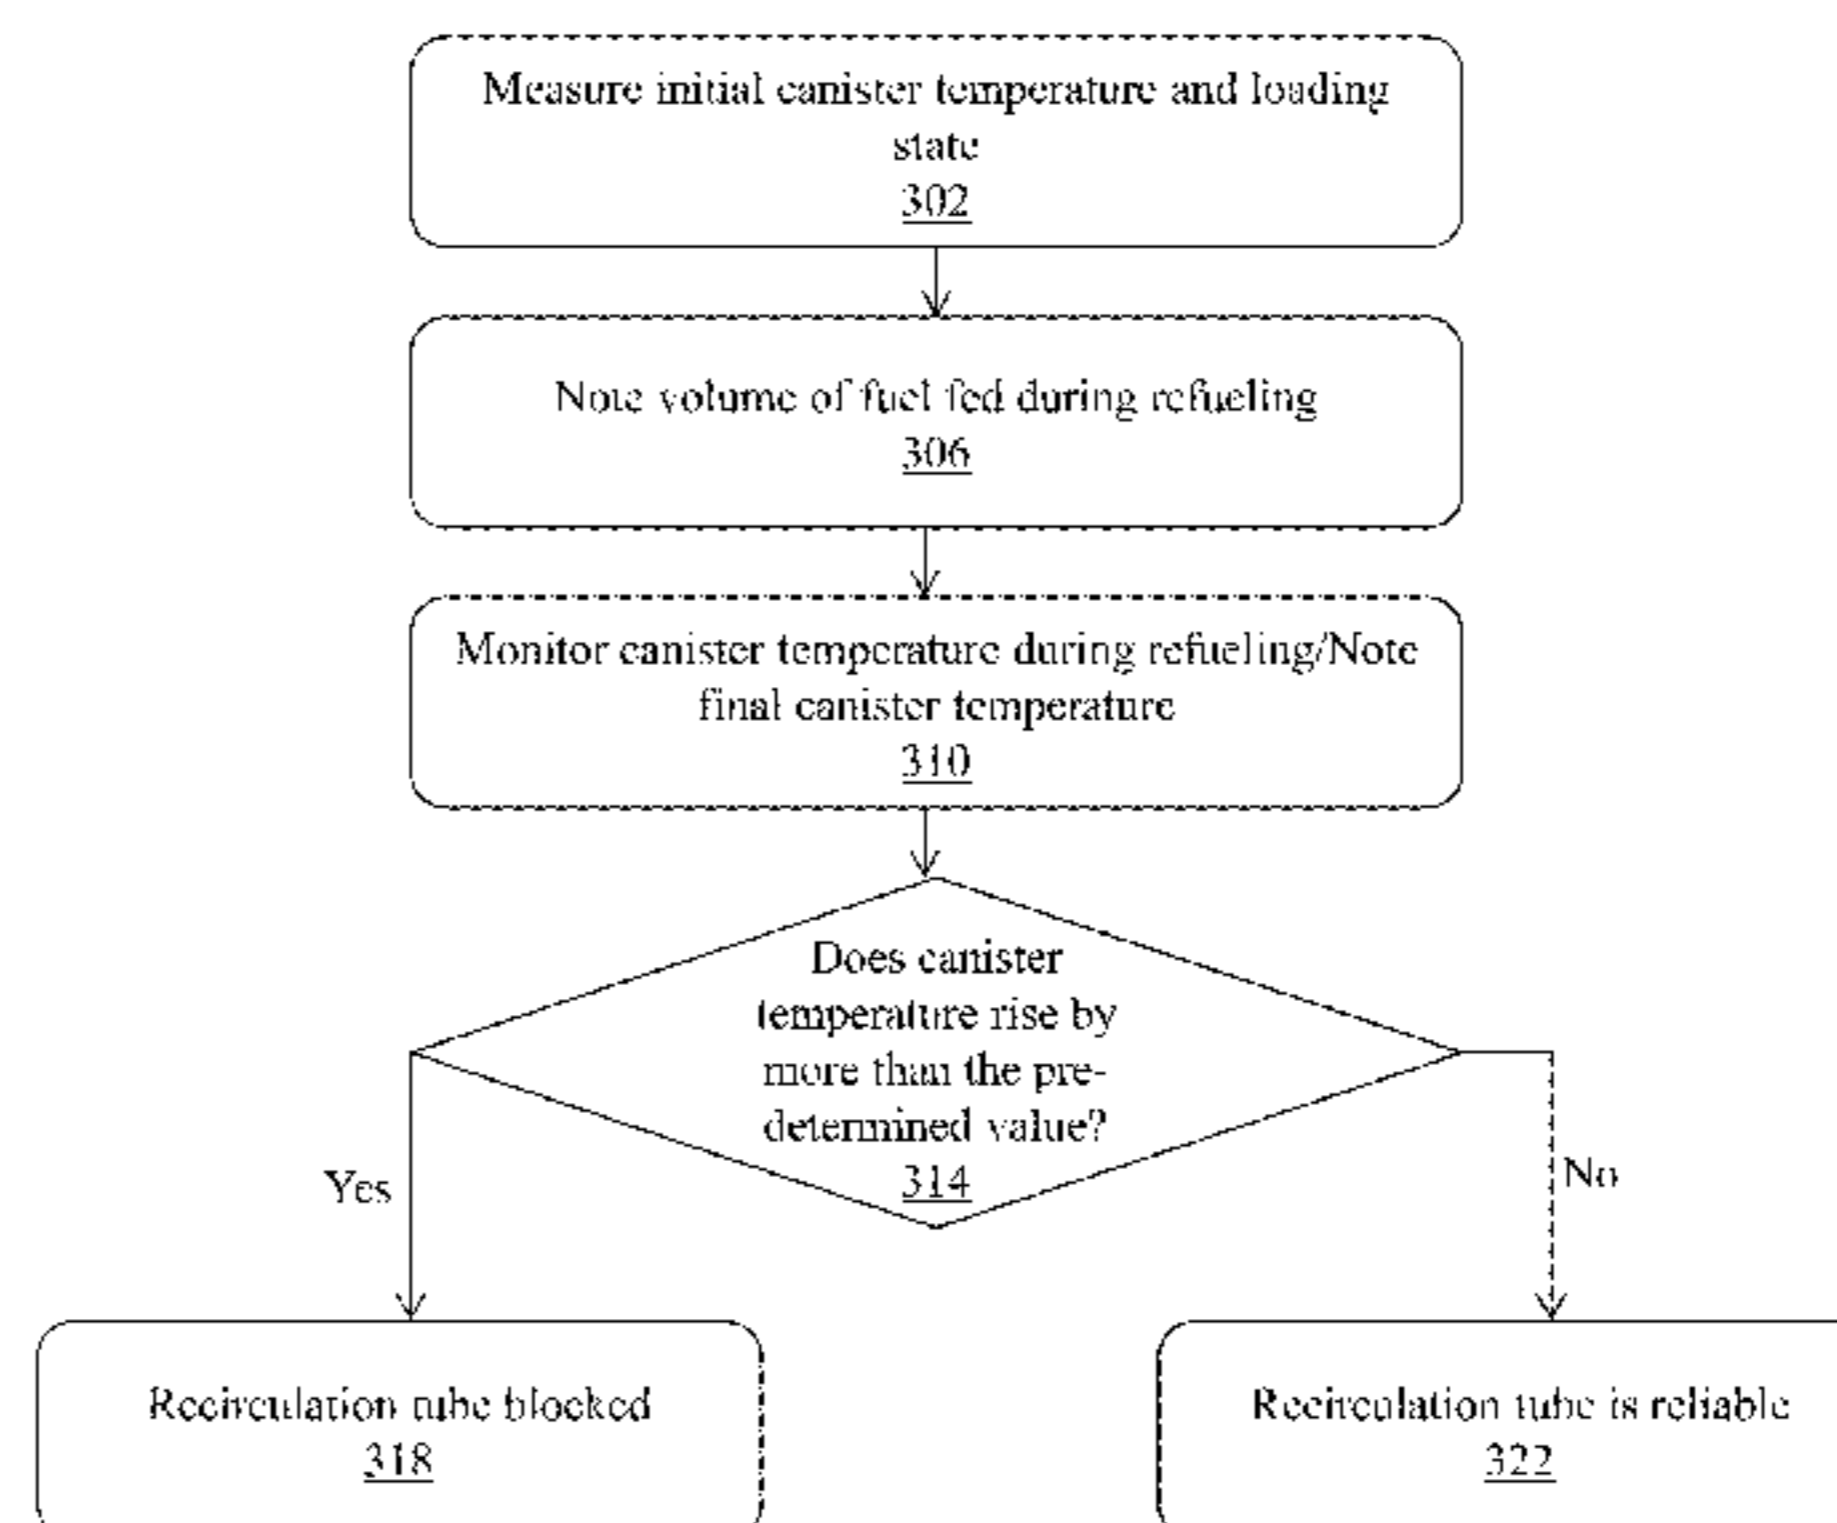 Measure initial canister temperature and loading
state
302
Note volume of fuel fed during refueling
306
Monitor canister temperature during refueling/Note
final canister temperature
310
Does canister
temperature rise by
more than the pre-
determined value?
314
Yes
No
Recirculation tube blocked
318
Recirculation tube is reliable
322